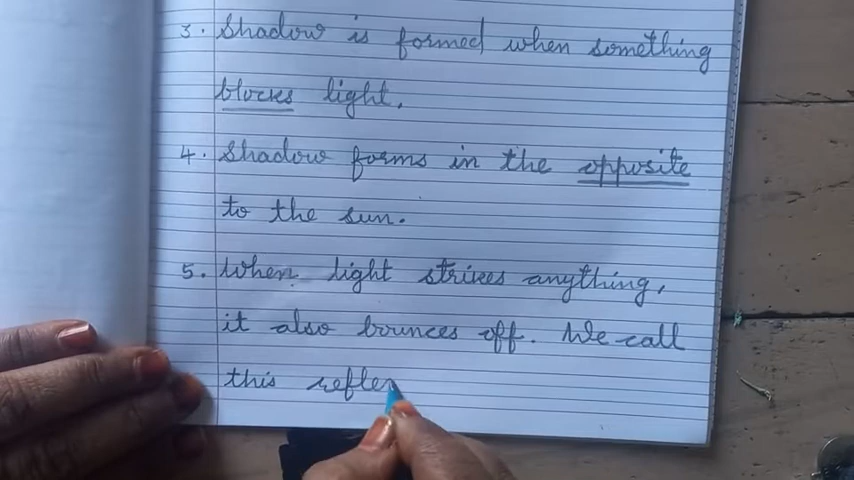 3. Shadow is formed when something
blocks light.
4. Shadow forms in the opposite
to the sun.
5. When light strikes anything,
it also bounces off. We call
this refle